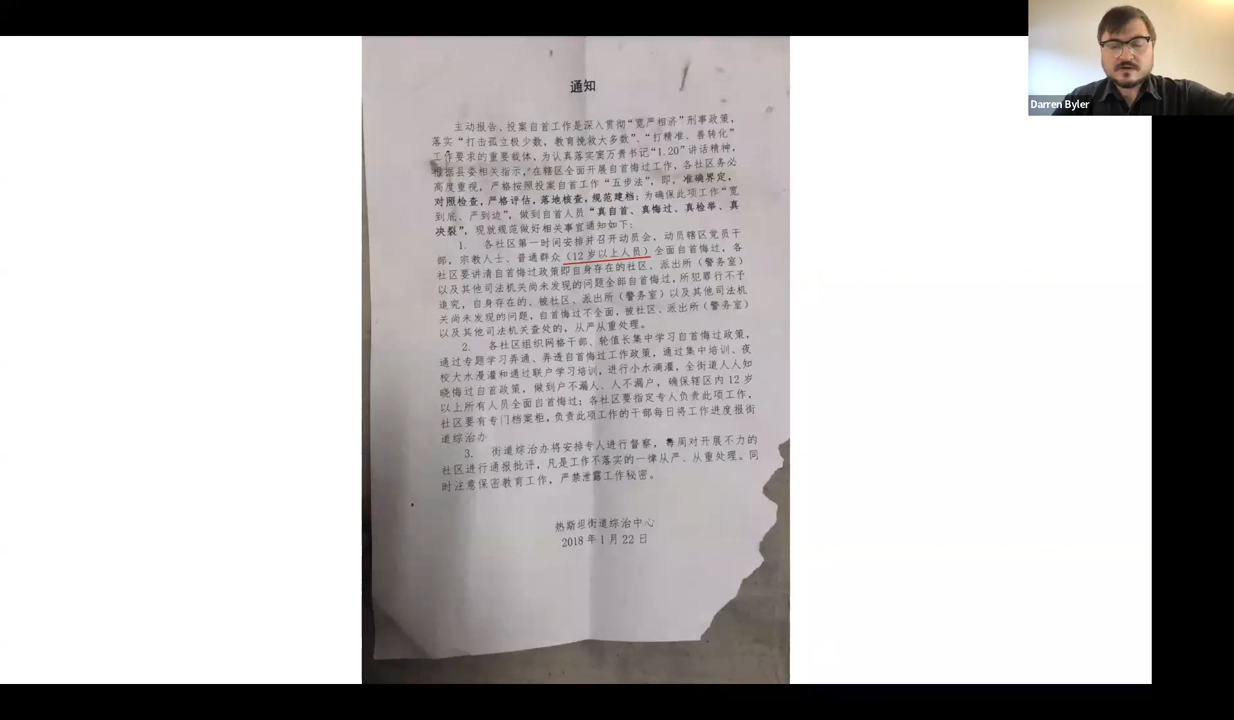 通知
主动报告、投案自首工作是深入贯彻“宽严相济”刑事政策，
落实“打击孤立极少数，教育挽救大多数”、“打精准、善转化”
工作要求的重要载体，为认真落实窦万贵书记“1.20”讲话精神，
根据县委相关指示，在辖区全面开展自首悔过工作，各社区务必
高度重视，严格按照投案自首工作“五步法”，即，准确界定，
对照检查，严格评估，落地核查，规范建档；为确保此项工作“宽
到底、严到边”，做到自首人员“真自首、真悔过、真检举、真
决裂”，现就规范做好相关事宜通知如下：
1. 各社区第一时间安排并召开动员会，动员辖区党员干
部，宗教人士、普通群众（12岁以上人员）全面自首悔过，各
社区要讲清自首悔过政策即自身存在的社区、派出所（警务室）
以及其他司法机关尚未发现的问题全部自首悔过，所犯罪行不予
追究，自身存在的、被社区、派出所（警务室）以及其他司法机
关尚未发现的问题，自首悔过不全面，被社区、派出所（警务室）
以及其他司法机关查处的，从严从重处理。
2. 各社区组织网格干部、轮值长集中学习自首悔过政策，
通过专题学习弄通、弄透自首悔过工作政策，通过集中培训、夜
校大水漫灌和通过联户学习培训，进行小水滴灌，全街道人人知
晓悔过自首政策，做到户不漏人、人不漏户，确保辖区内12岁
以上所有人员全面自首悔过；各社区要指定专人负责此项工作，
社区要有专门档案柜，负责此项工作的干部每日将工作进度报街
道综治办
3. 街道综治办将安排专人进行督察，每周对开展不力的
社区进行通报批评，凡是工作不落实的一律从严、从重处理。同
时注意保密教育工作，严禁泄露工作秘密。
热斯坦街道综治中心
2018年1月22日
Darren Byler